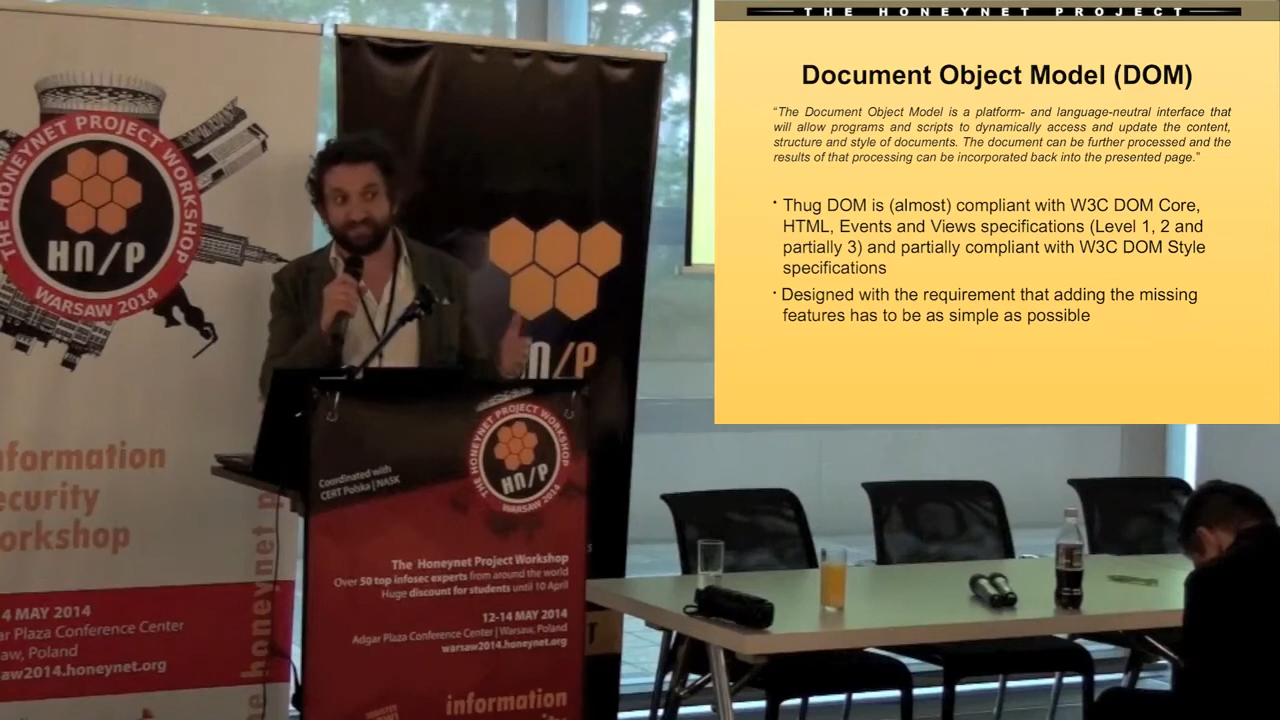 THE HONEYNET PROJECT
Document Object Model (DOM)
“The Document Object Model is a platform- and language-neutral interface that
will allow programs and scripts to dynamically access and update the content,
structure and style of documents. The document can be further processed and the
results of that processing can be incorporated back into the presented page.”
· Thug DOM is (almost) compliant with W3C DOM Core,
HTML, Events and Views specifications (Level 1, 2 and
partially 3) and partially compliant with W3C DOM Style
specifications
· Designed with the requirement that adding the missing
features has to be as simple as possible
THE HONEYNET PROJECT WORKSHOP
HN/P
WARSAW 2014
nformation
ecurity
orkshop
4 MAY 2014
ar Plaza Conference Center
aw, Poland
aw2014.honeynet.org
he honeynet p
N/P
THE HONEYNET PROJECT WORKSHOP
HN/P
WARSAW 2014
Coordinated with
CERT Polska | NASK
The Honeynet Project Workshop
Over 50 top infosec experts from around the world
Huge discount for students until 10 April
12-14 MAY 2014
Adgar Plaza Conference Center | Warsaw, Poland
warsaw2014.honeynet.org
information